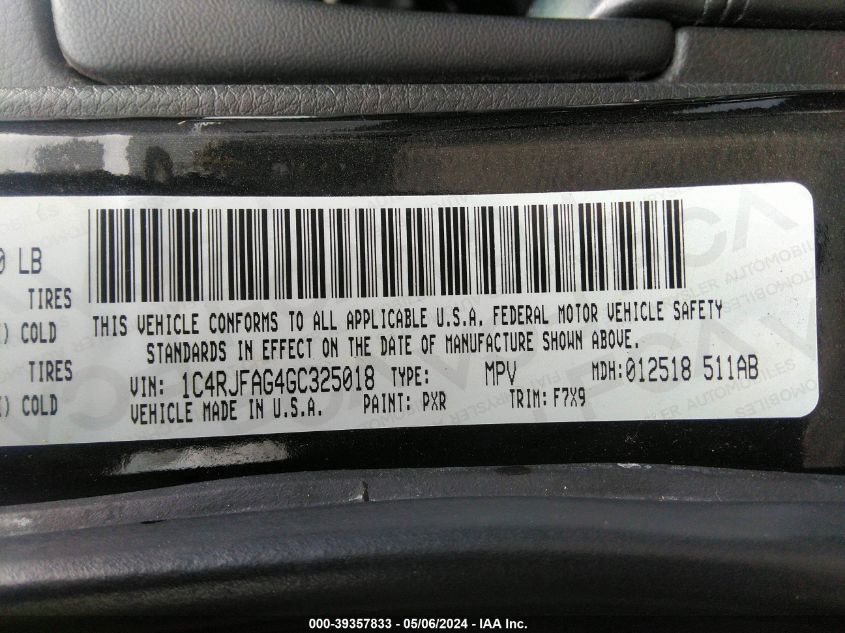 0 LB
TIRES
) COLD
TIRES
) COLD
THIS VEHICLE CONFORMS TO ALL APPLICABLE U.S.A. FEDERAL MOTOR VEHICLE SAFETY
STANDARDS IN EFFECT ON THE DATE OF MANUFACTURE SHOWN ABOVE.
VIN: 1C4RJFAG4GC325018 TYPE: MPV MDH:012518 511AB
VEHICLE MADE IN U.S.A. PAINT: PXR TRIM: F7X9
000-39357833 - 05/06/2024 - IAA Inc.